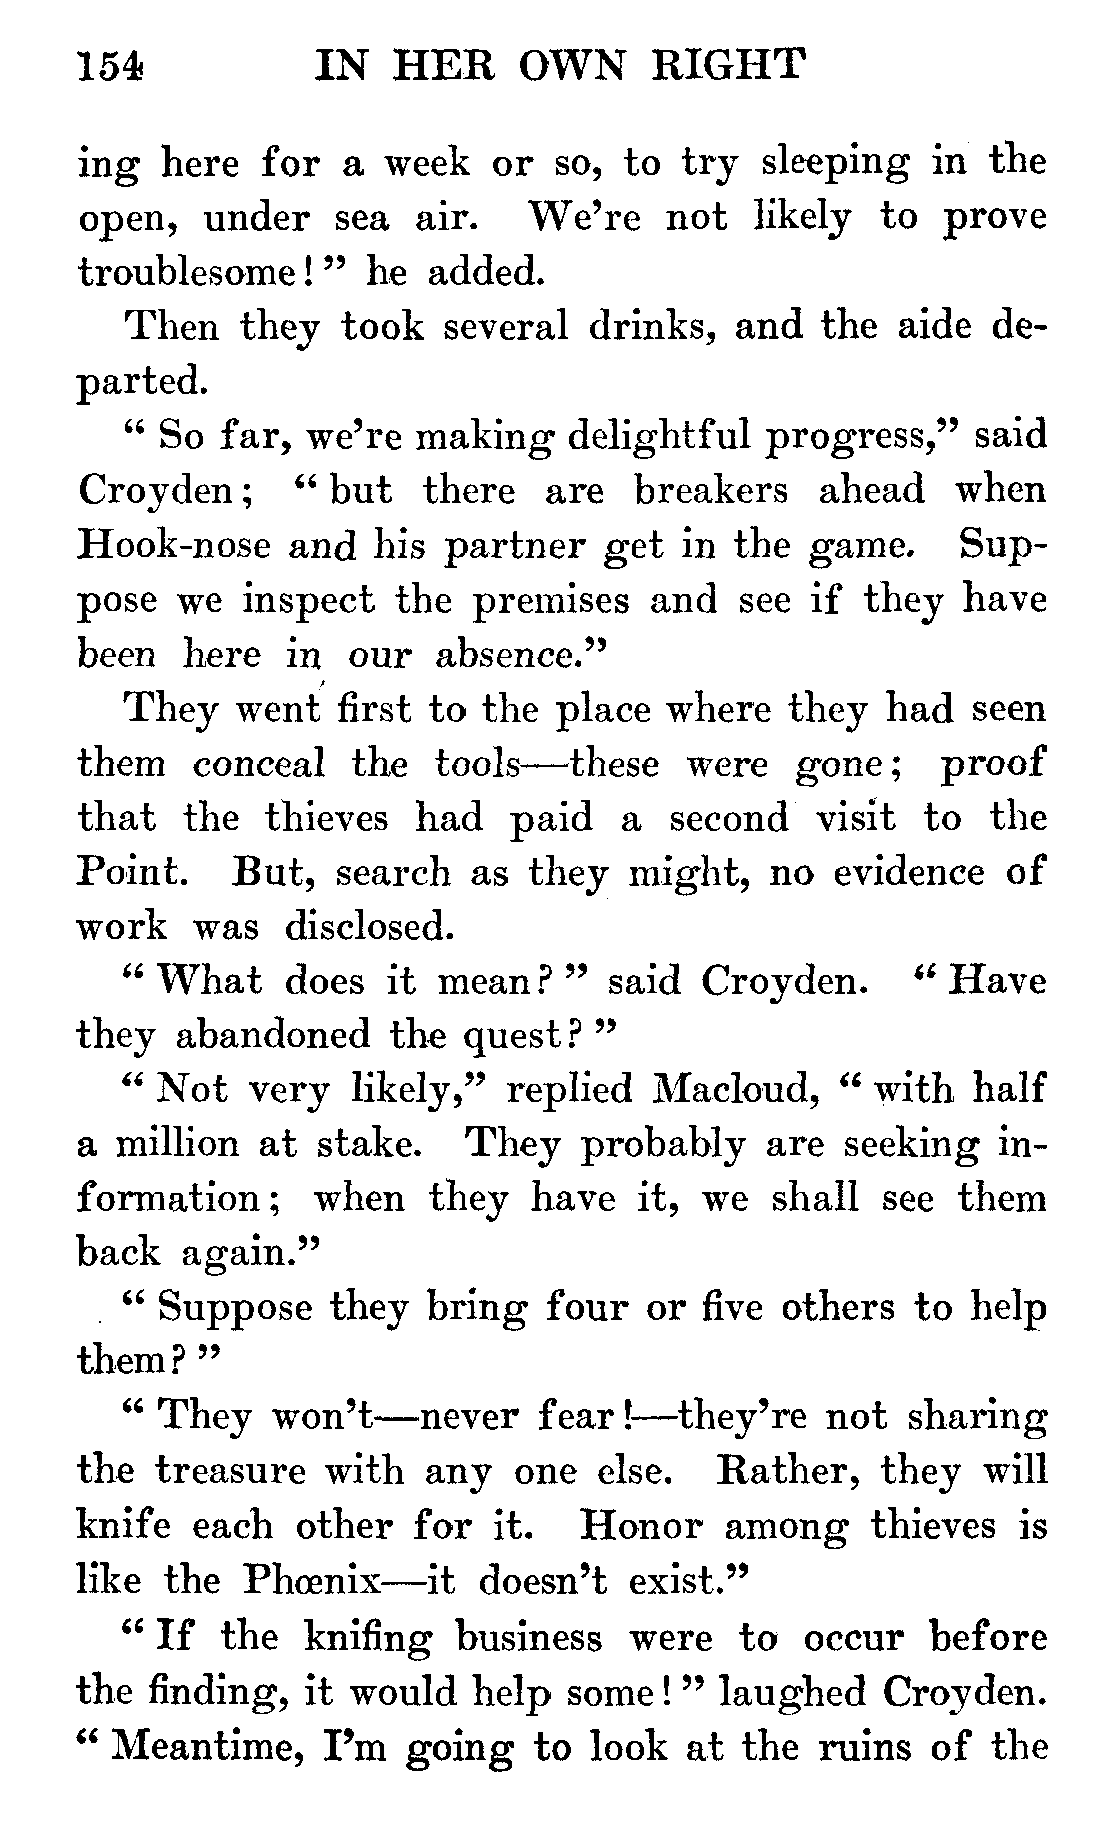 154 IN HER OWN RIGHT
ing here for a week or so, to try sleeping in the
open, under sea air. We're not likely to prove
troublesome!" he added.
Then they took several drinks, and the aide de-
parted.
"So far, we're making delightful progress," said
Croyden; "but there are breakers ahead when
Hook-nose and his partner get in the game. Sup-
pose we inspect the premises and see if they have
been here in our absence."
They went first to the place where they had seen
them conceal the tools—these were gone; proof
that the thieves had paid a second visit to the
Point. But, search as they might, no evidence of
work was disclosed.
"What does it mean?" said Croyden. "Have
they abandoned the quest?"
"Not very likely," replied Macloud, "with half
a million at stake. They probably are seeking in-
formation; when they have it, we shall see them
back again."
"Suppose they bring four or five others to help
them?"
"They won't—never fear!—they're not sharing
the treasure with any one else. Rather, they will
knife each other for it. Honor among thieves is
like the Phœnix—it doesn't exist."
"If the knifing business were to occur before
the finding, it would help some!" laughed Croyden.
"Meantime, I'm going to look at the ruins of the